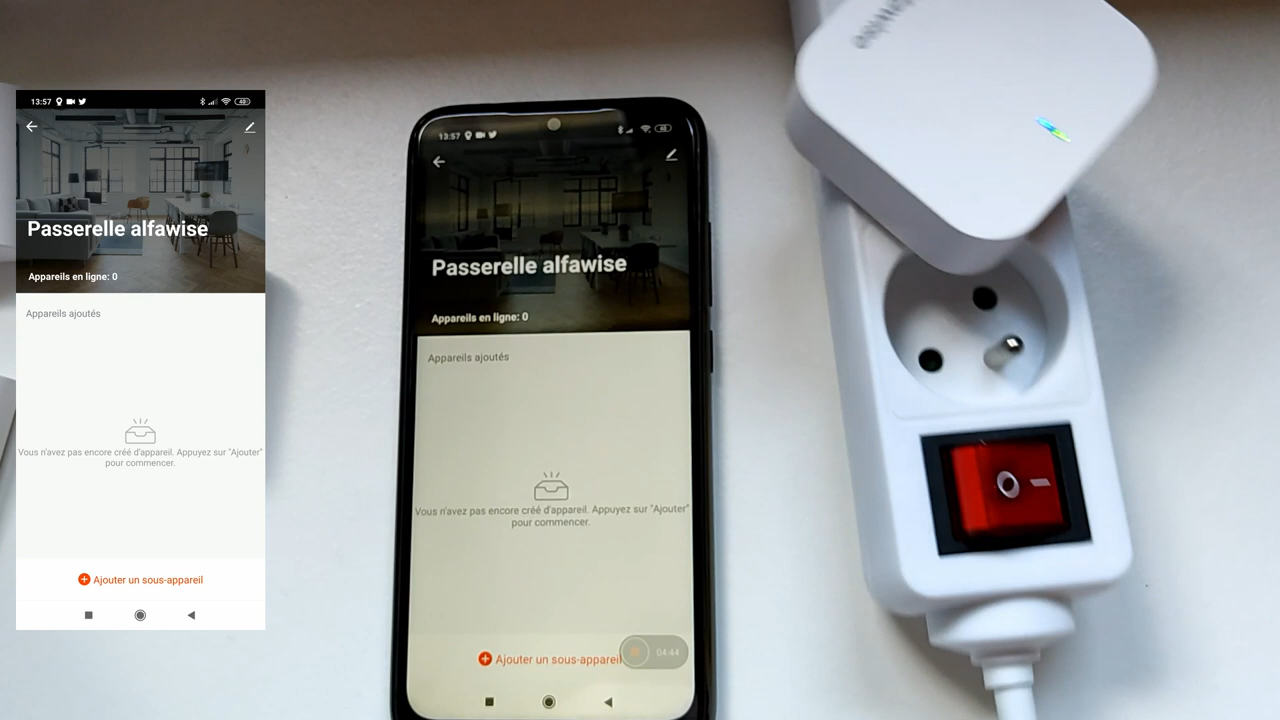 13:57
40
Passerelle alfawise
Appareils en ligne: 0
Appareils ajoutés
Vous n'avez pas encore créé d'appareil. Appuyez sur "Ajouter"
pour commencer.
Ajouter un sous-appareil
13:57
40
Passerelle alfawise
Appareils en ligne: 0
Appareils ajoutés
Vous n'avez pas encore créé d'appareil. Appuyez sur "Ajouter"
pour commencer.
Ajouter un sous-appareil
04:44